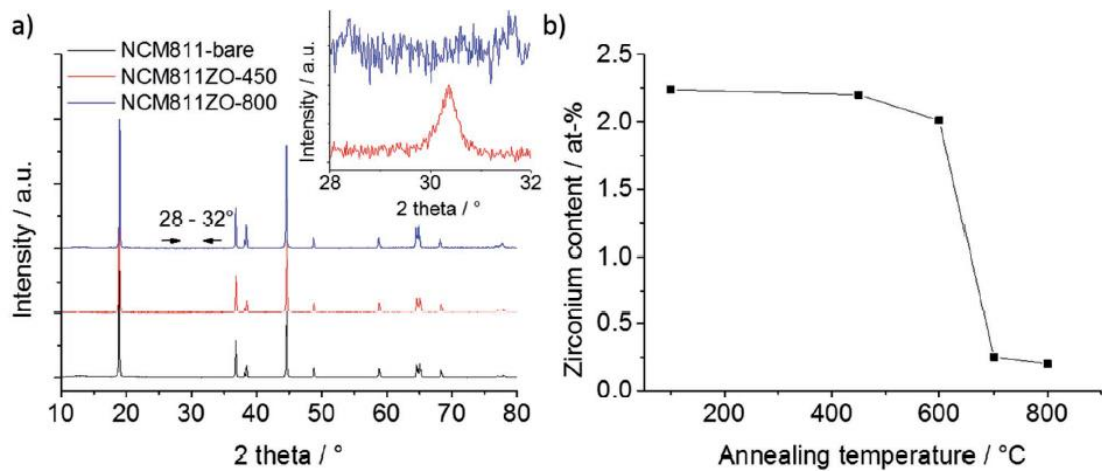 a)
NCM811-bare
NCM811ZO-450
NCM811ZO-800
Intensity / a.u.
28 - 32°
10 20 30 40 50 60 70 80
2 theta / °
Intensity / a.u.
28 30 32
2 theta / °
b)
Zirconium content / at-%
2.5
2.0
1.5
1.0
0.5
0.0
200 400 600 800
Annealing temperature / °C